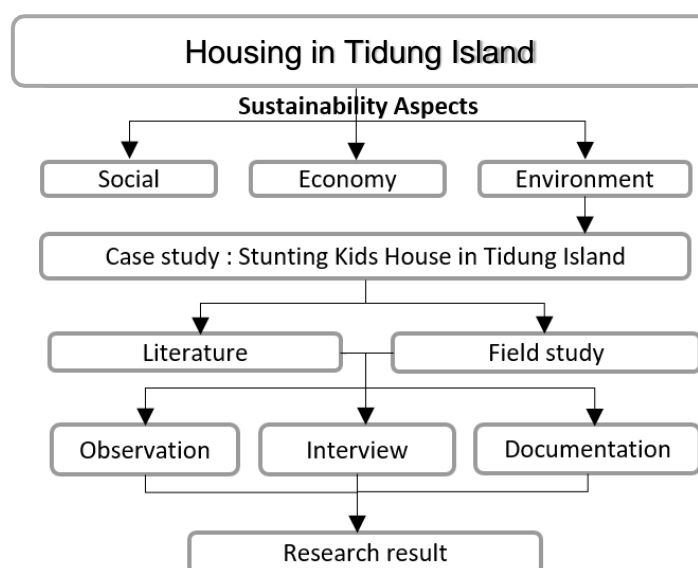 Housing in Tidung Island
Sustainability Aspects
Social
Economy
Environment
Case study : Stunting Kids House in Tidung Island
Literature
Field study
Observation
Interview
Documentation
Research result